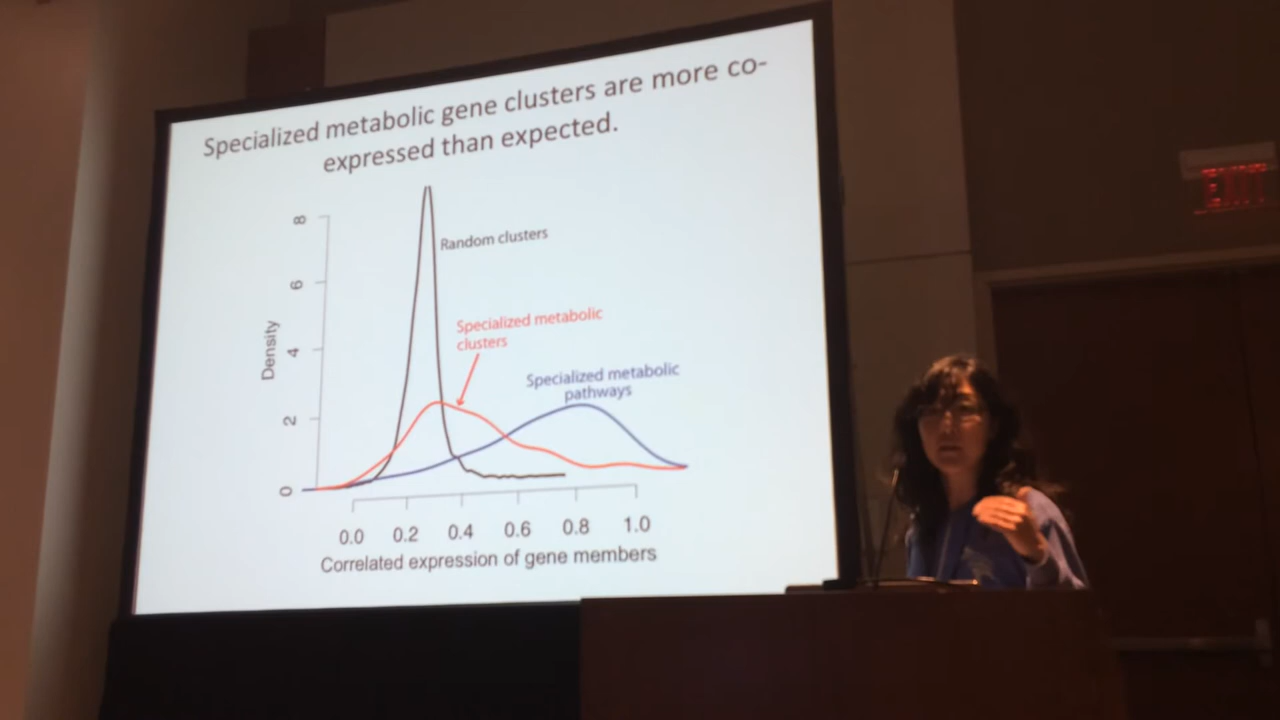 Specialized metabolic gene clusters are more co-
expressed than expected.
8
6
4
2
0
Density
Random clusters
Specialized metabolic
clusters
Specialized metabolic
pathways
0.0 0.2 0.4 0.6 0.8 1.0
Correlated expression of gene members
EXIT